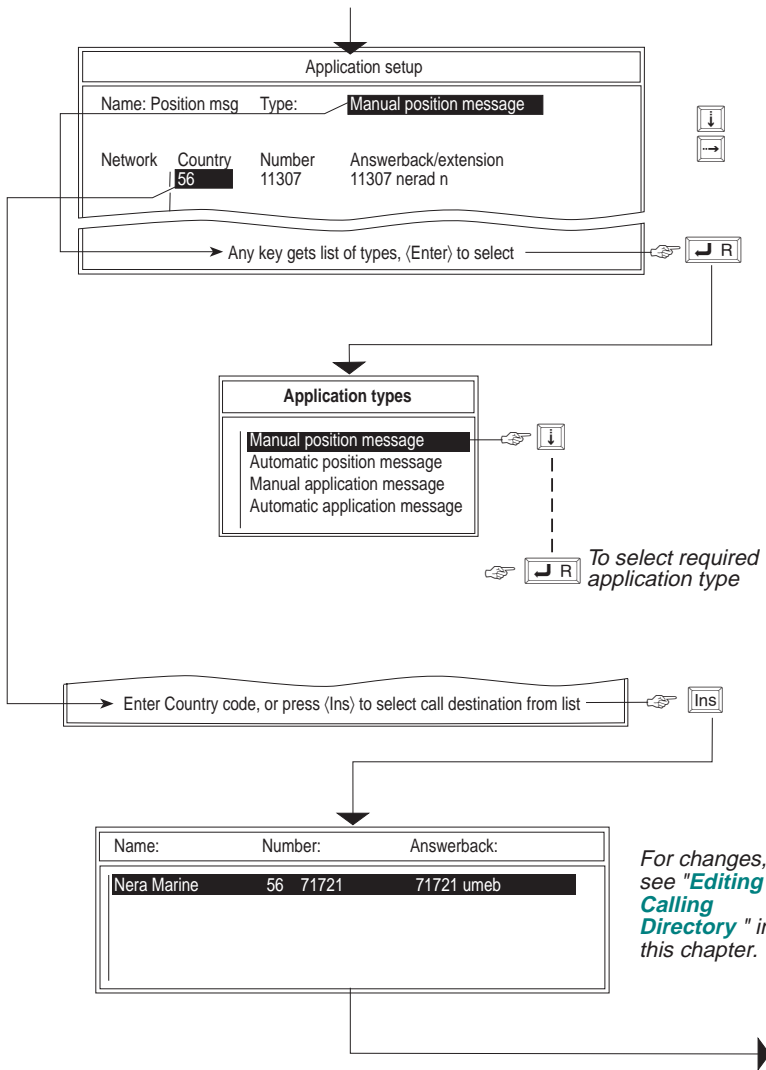 Application setup
Name: Position msg Type: Manual position message
Network Country Number Answerback/extension
56 11307 11307 nerad n
Any key gets list of types, ⟨Enter⟩ to select
R
Application types
Manual position message
Automatic position message
Manual application message
Automatic application message
R
To select required
application type
Enter Country code, or press ⟨Ins⟩ to select call destination from list
Ins
Name: Number: Answerback:
Nera Marine 56 71721 71721 umeb
For changes,
see "Editing
Calling
Directory " in
this chapter.